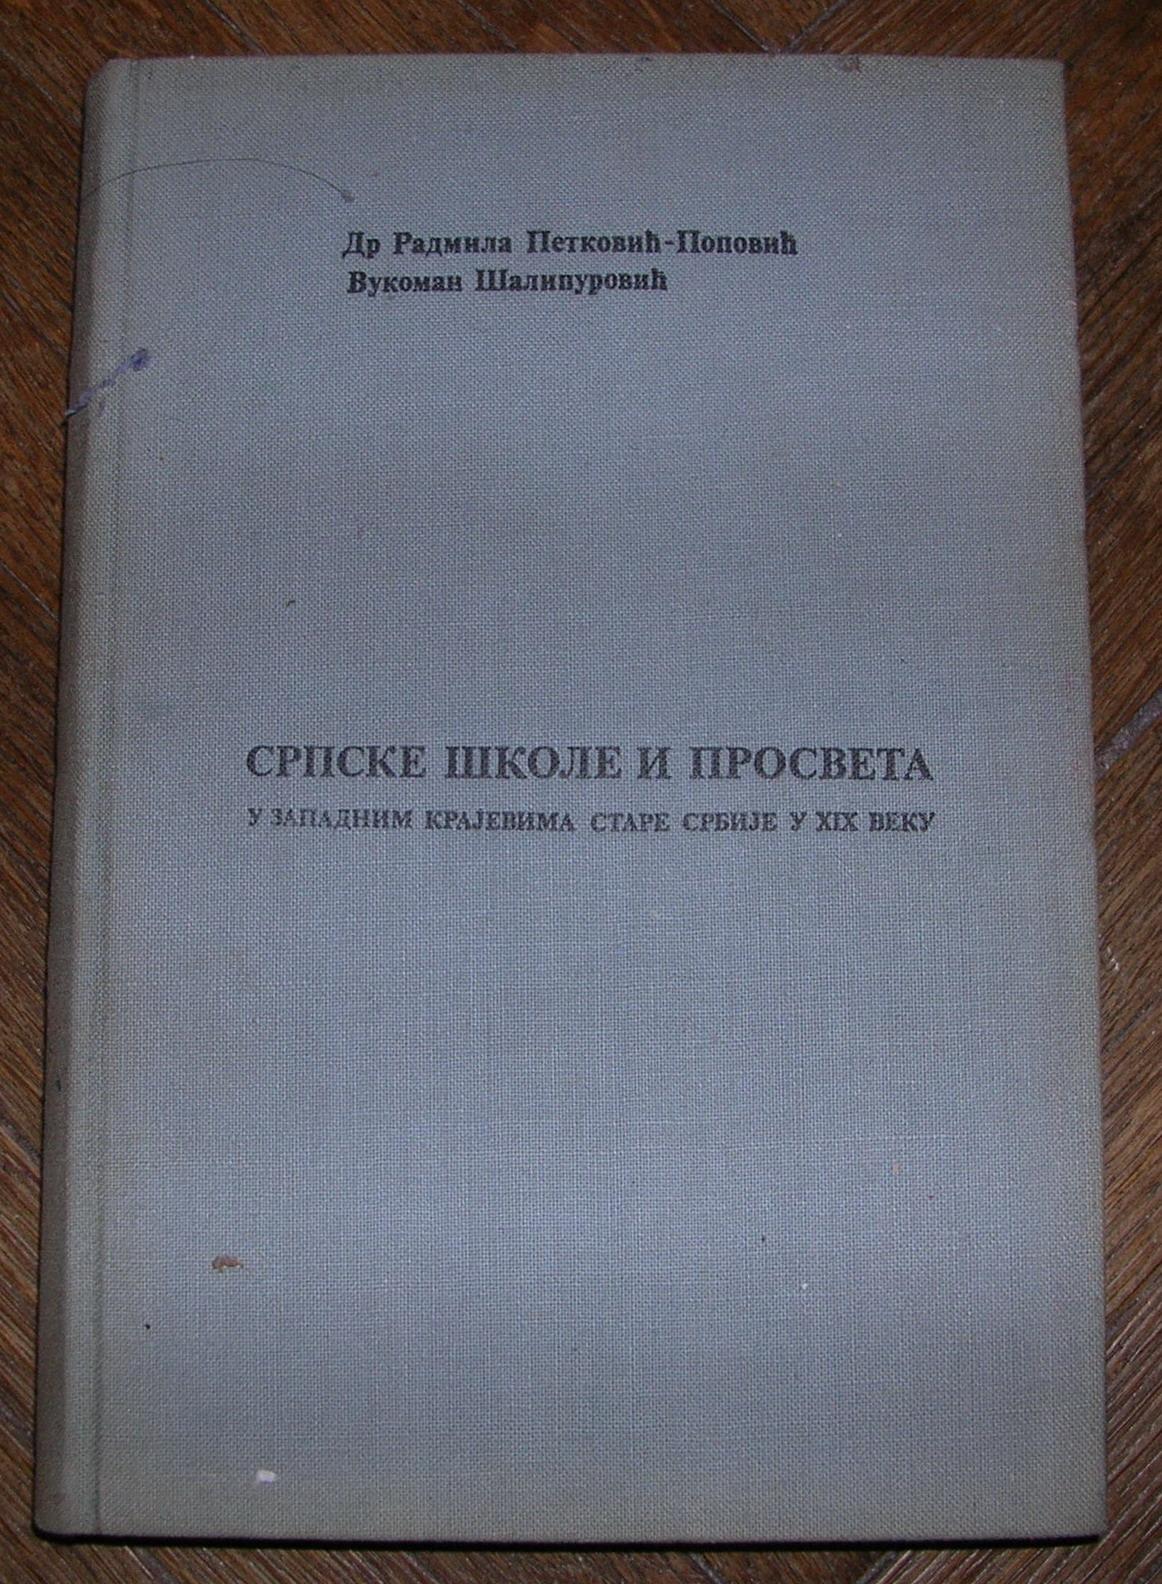 Др Радмила Петковић-Поповић
Вукоман Шалипуровић
СРПСКЕ ШКОЛЕ И ПРОСВЕТА
У ЗАПАДНИМ КРАЈЕВИМА СТАРЕ СРБИЈЕ У XIX ВЕКУ